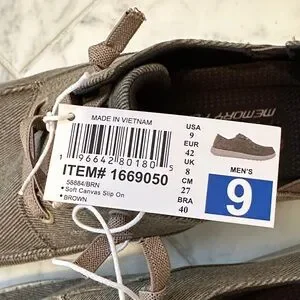 MADE IN VIETNAM
1 96642 80180 5
ITEM# 1669050
58884/BRN
• Soft Canvas Slip On
• BROWN
USA
9
EUR
42
UK
8
CM
27
BRA
40
MEN'S
9
MEMORY